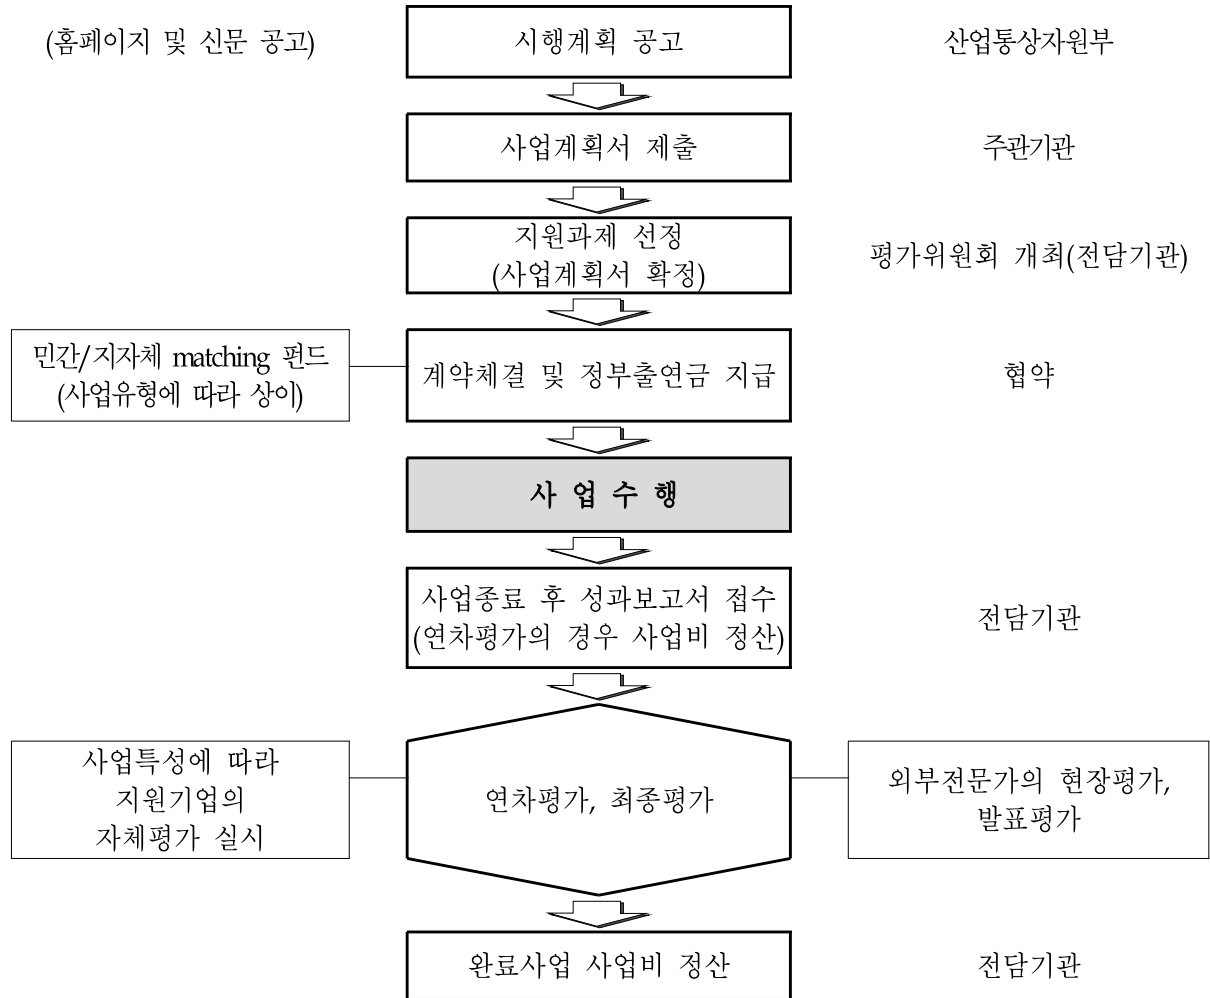 (홈페이지 및 신문 공고)
시행계획 공고
산업통상자원부
사업계획서 제출
주관기관
지원과제 선정
(사업계획서 확정)
평가위원회 개최(전담기관)
민간/지자체 matching 펀드
(사업유형에 따라 상이)
계약체결 및 정부출연금 지급
협약
사 업 수 행
사업종료 후 성과보고서 접수
(연차평가의 경우 사업비 정산)
전담기관
사업특성에 따라
지원기업의
자체평가 실시
연차평가, 최종평가
외부전문가의 현장평가,
발표평가
완료사업 사업비 정산
전담기관